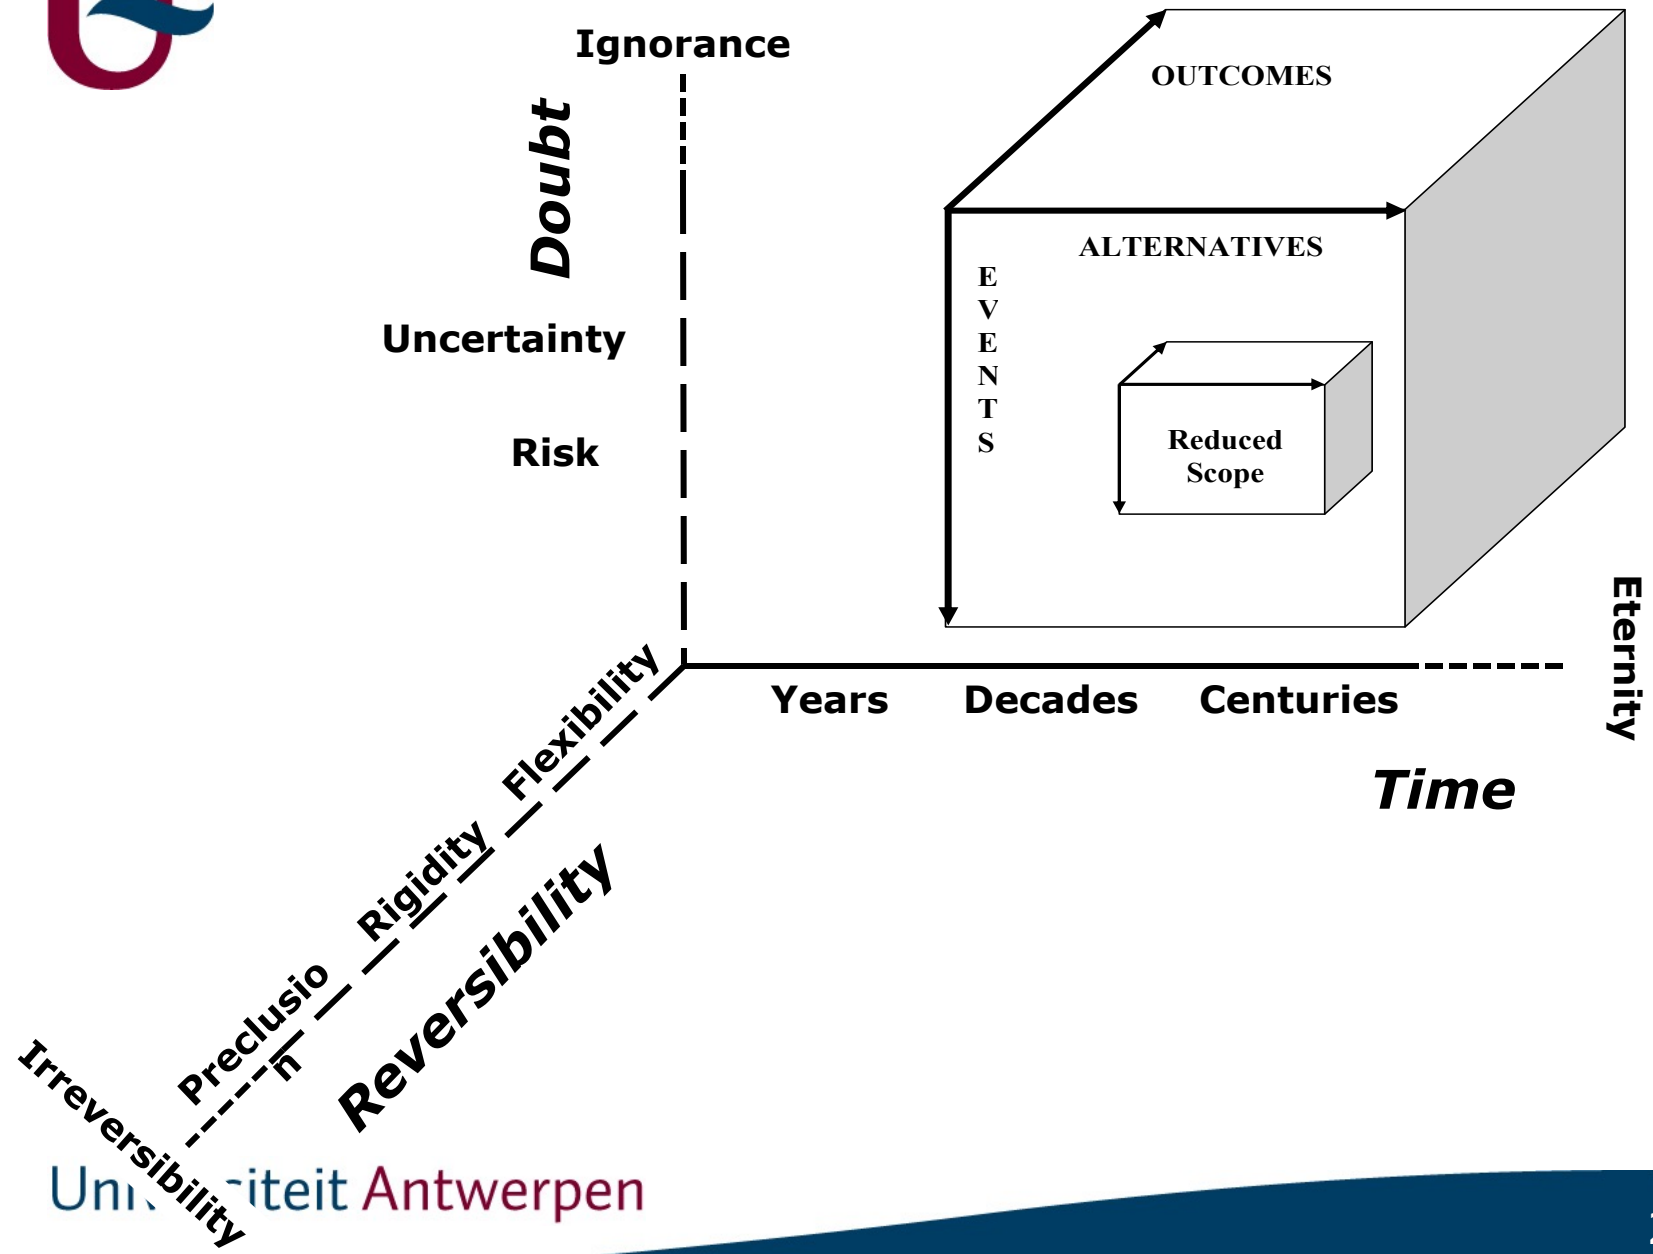 Ignorance
Doubt
OUTCOMES
ALTERNATIVES
E
V
E
N
T
S
Uncertainty
Risk
Reduced
Scope
Eternity
Years Decades Centuries
Time
Flexibility
Rigidity
Preclusio
n
Reversibility
Irreversibility
Universiteit Antwerpen